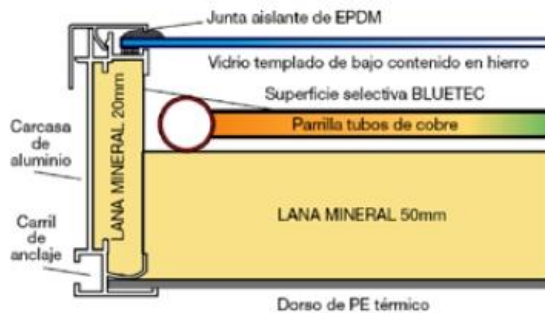 Junta aislante de EPDM
Vidrio templado de bajo contenido en hierro
Superficie selectiva BLUETEC
Parrilla tubos de cobre
LANA MINERAL 20mm
Carcasa
de
aluminio
LANA MINERAL 50mm
Carril
de
anclaje
Dorso de PE térmico